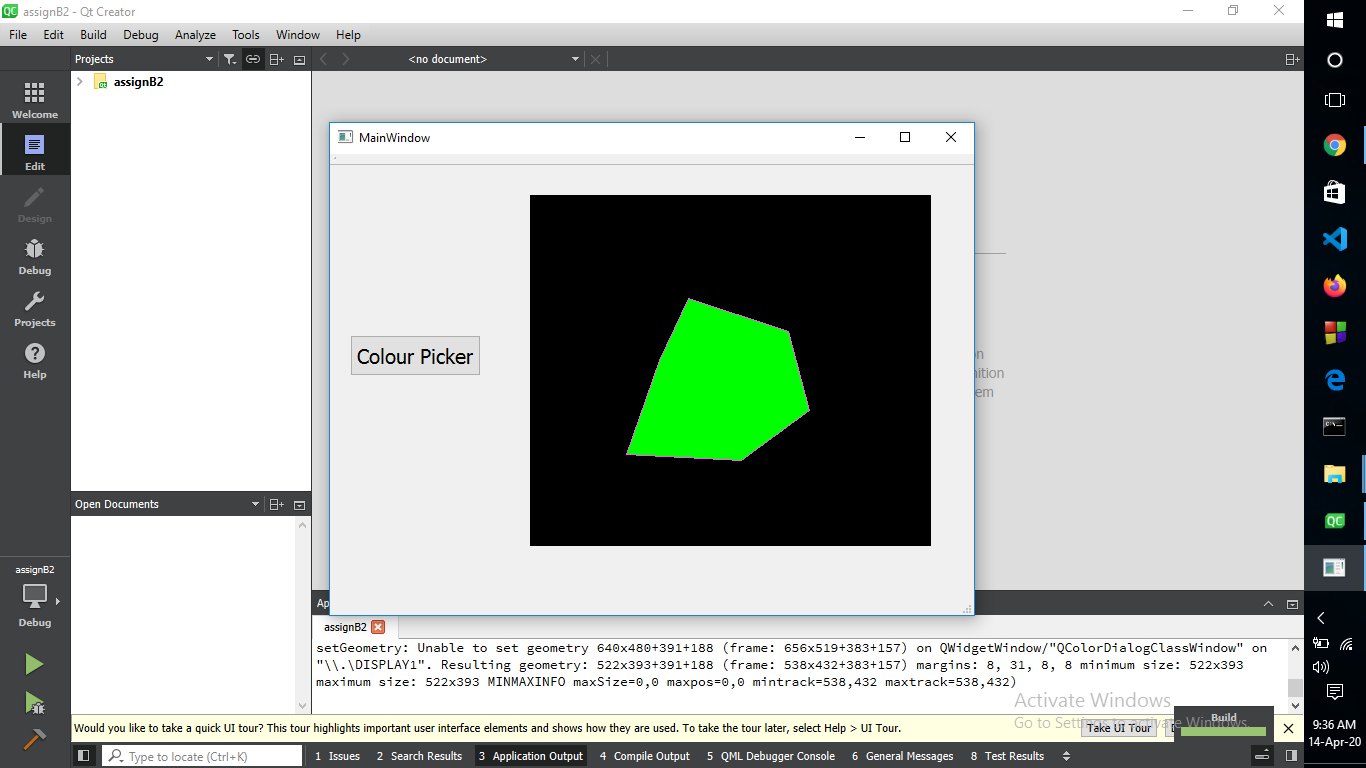 assignB2 - Qt Creator
File Edit Build Debug Analyze Tools Window Help
Projects
<no document>
assignB2
Welcome
Edit
Design
Debug
Projects
Help
MainWindow
Colour Picker
on
nition
em
Open Documents
assignB2
Debug
assignB2
setGeometry: Unable to set geometry 640x480+391+188 (frame: 656x519+383+157) on QWidgetWindow/"QColorDialogClassWindow" on
"\\.\DISPLAY1". Resulting geometry: 522x393+391+188 (frame: 538x432+383+157) margins: 8, 31, 8, 8 minimum size: 522x393
maximum size: 522x393 MINMAXINFO maxSize=0,0 maxpos=0,0 mintrack=538,432 maxtrack=538,432)
Activate Windows
Go to Settings to activate Windows.
Build
Would you like to take a quick UI tour? This tour highlights important user interface elements and shows how they are used. To take the tour later, select Help > UI Tour.
Take UI Tour
Type to locate (Ctrl+K)
1 Issues 2 Search Results 3 Application Output 4 Compile Output 5 QML Debugger Console 6 General Messages 8 Test Results
9:36 AM
14-Apr-20